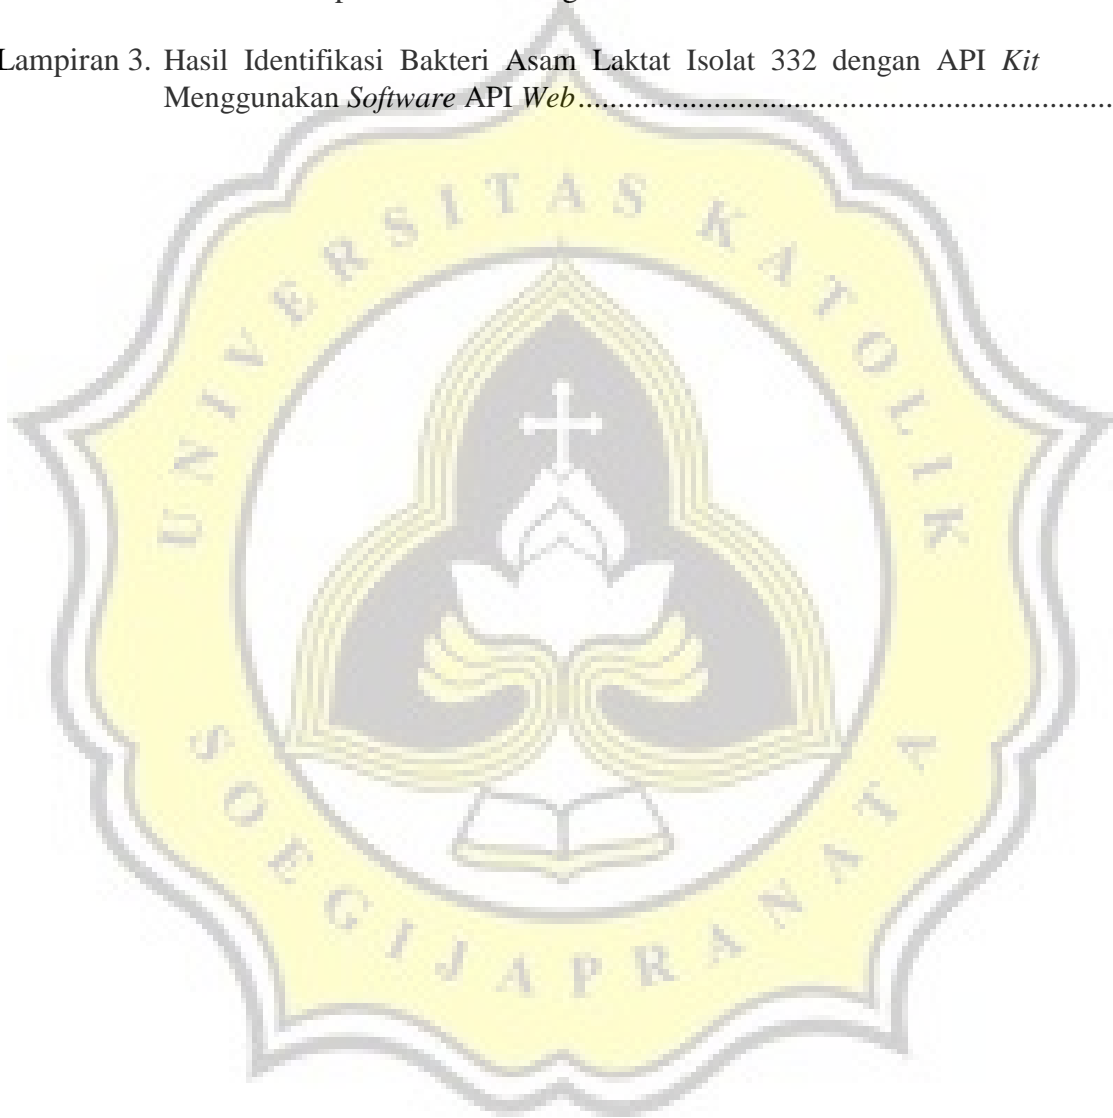 Lampiran 3. Hasil Identifikasi Bakteri Asam Laktat Isolat 332 dengan API Kit
Menggunakan Software API Web......................................................................
UNIVERSITAS KATOLIK
SOEGIJAPRANATA